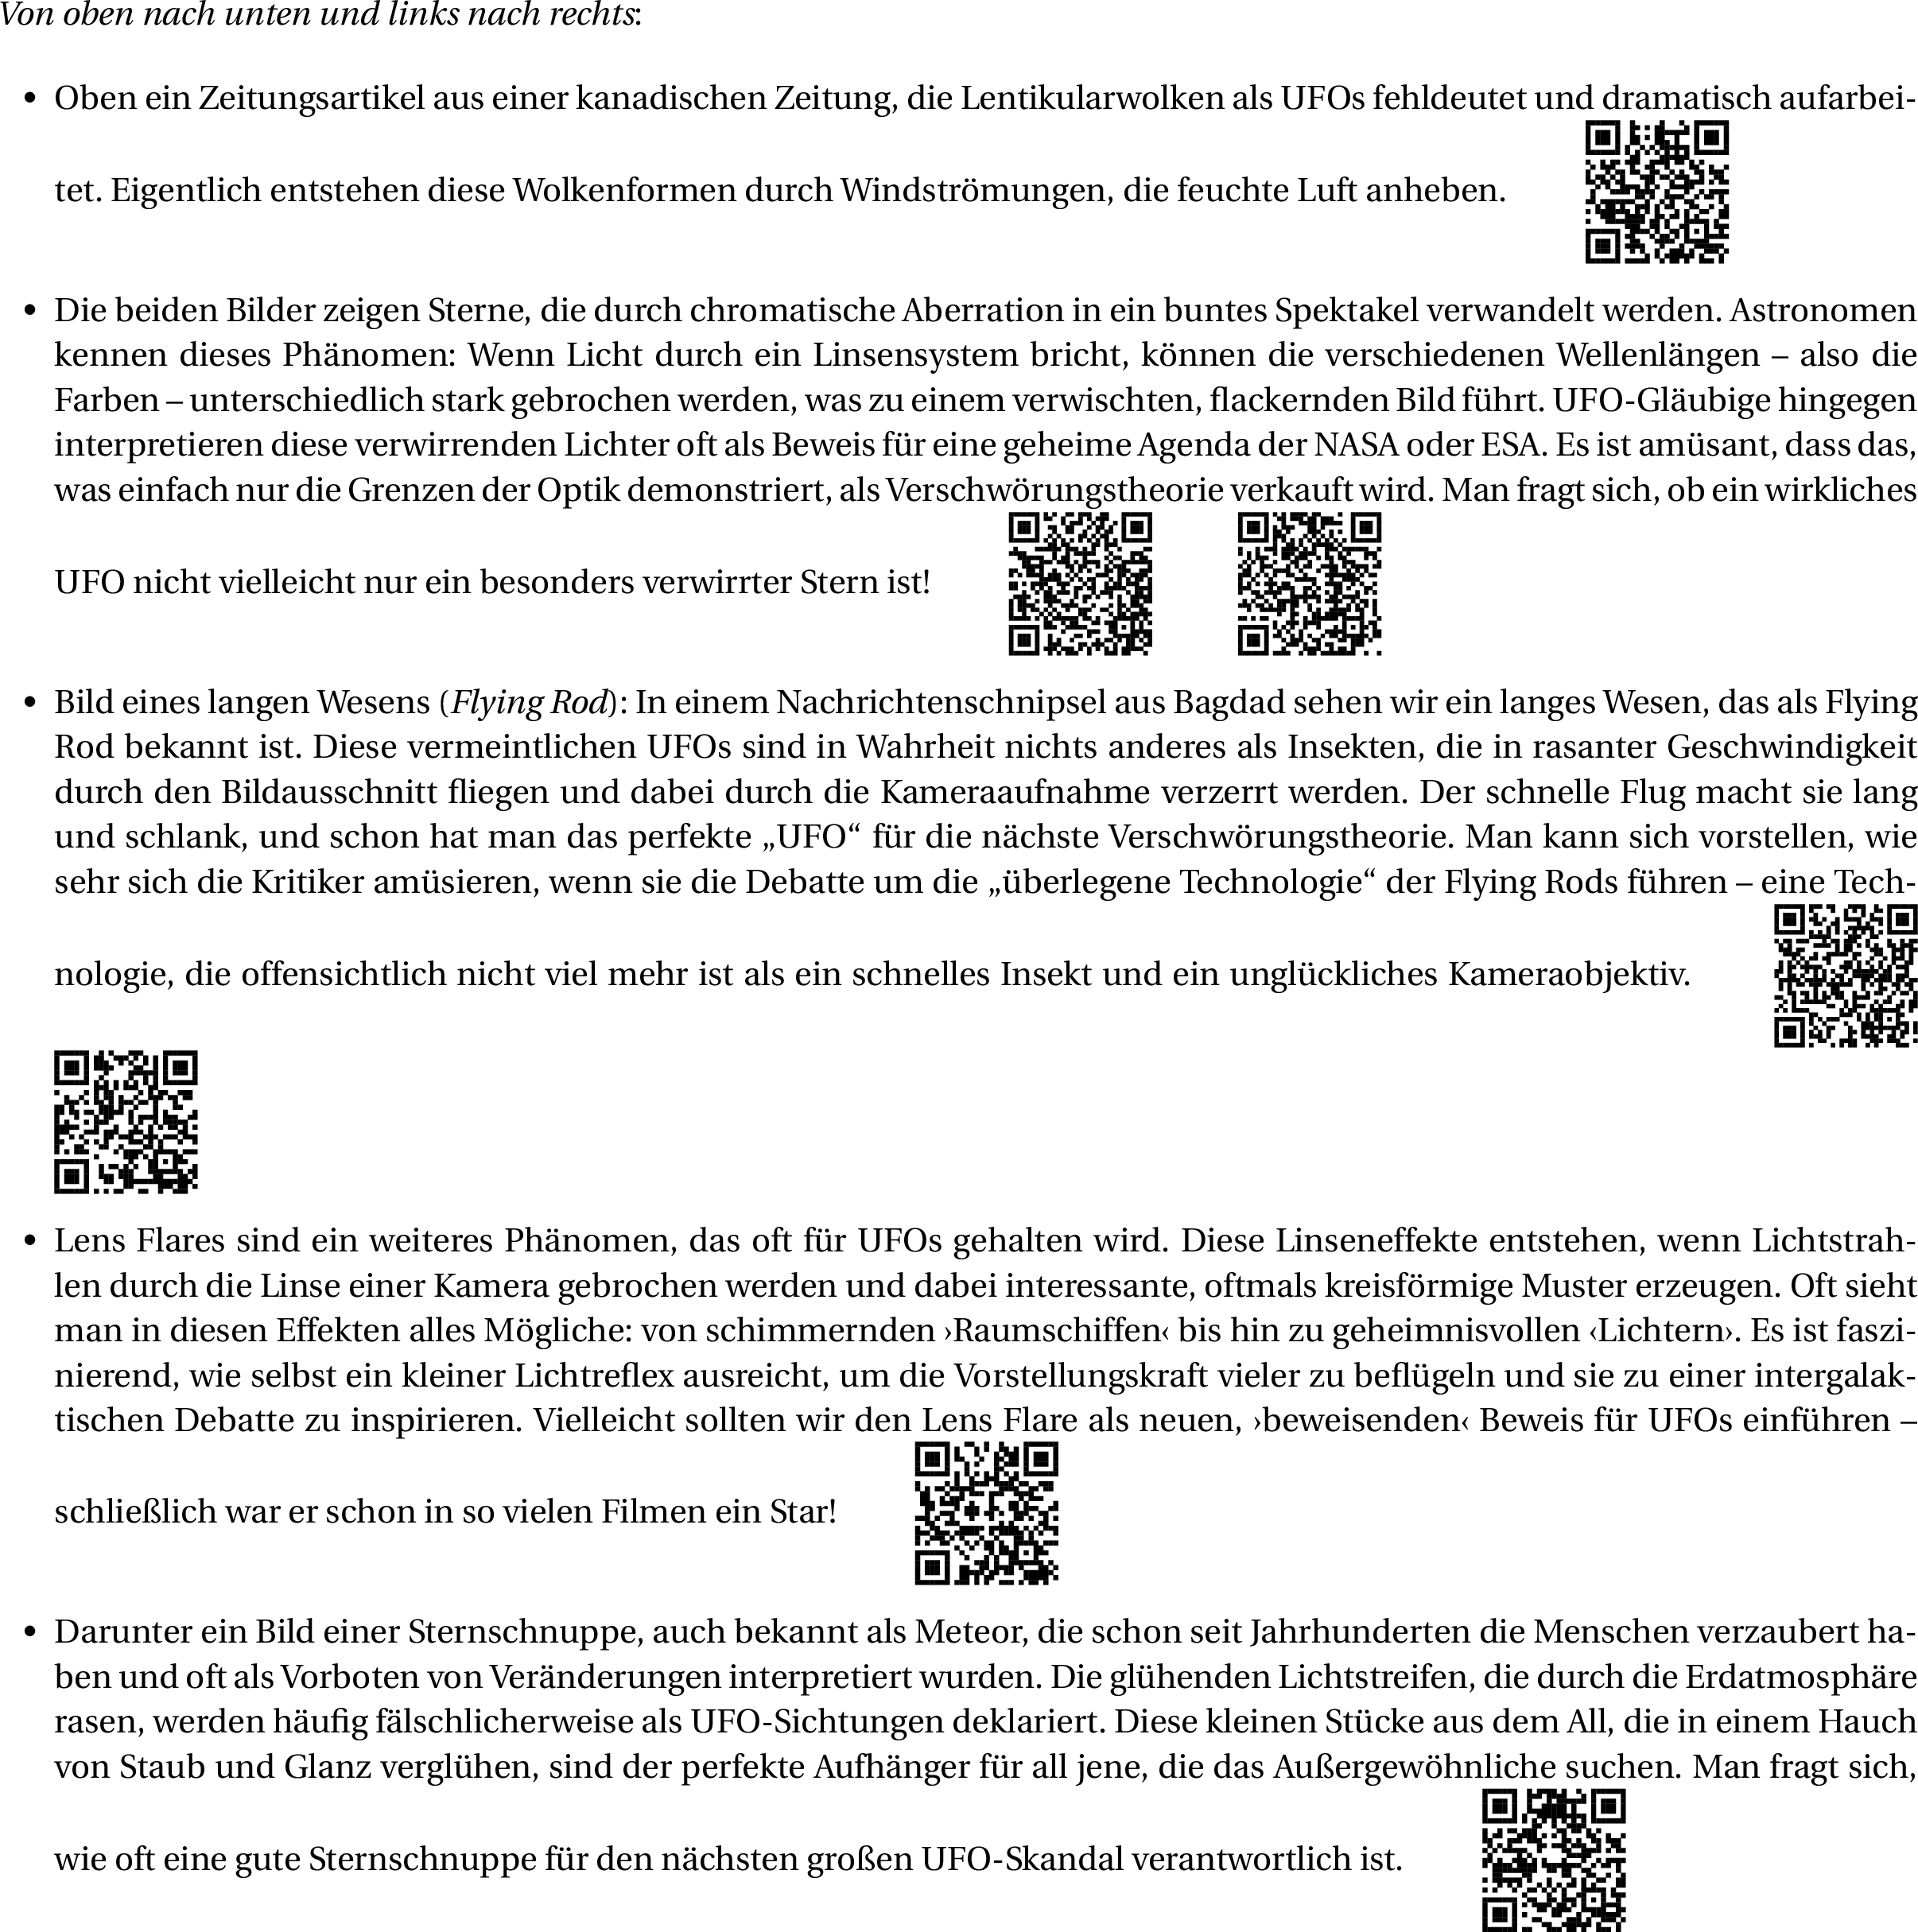 Von oben nach unten und links nach rechts:
• Oben ein Zeitungsartikel aus einer kanadischen Zeitung, die Lentikularwolken als UFOs fehldeutet und dramatisch aufarbei-
tet. Eigentlich entstehen diese Wolkenformen durch Windströmungen, die feuchte Luft anheben.
• Die beiden Bilder zeigen Sterne, die durch chromatische Aberration in ein buntes Spektakel verwandelt werden. Astronomen
kennen dieses Phänomen: Wenn Licht durch ein Linsensystem bricht, können die verschiedenen Wellenlängen – also die
Farben – unterschiedlich stark gebrochen werden, was zu einem verwischten, flackernden Bild führt. UFO-Gläubige hingegen
interpretieren diese verwirrenden Lichter oft als Beweis für eine geheime Agenda der NASA oder ESA. Es ist amüsant, dass das,
was einfach nur die Grenzen der Optik demonstriert, als Verschwörungstheorie verkauft wird. Man fragt sich, ob ein wirkliches
UFO nicht vielleicht nur ein besonders verwirrter Stern ist!
• Bild eines langen Wesens (Flying Rod): In einem Nachrichtenschnipsel aus Bagdad sehen wir ein langes Wesen, das als Flying
Rod bekannt ist. Diese vermeintlichen UFOs sind in Wahrheit nichts anderes als Insekten, die in rasanter Geschwindigkeit
durch den Bildausschnitt fliegen und dabei durch die Kameraaufnahme verzerrt werden. Der schnelle Flug macht sie lang
und schlank, und schon hat man das perfekte „UFO“ für die nächste Verschwörungstheorie. Man kann sich vorstellen, wie
sehr sich die Kritiker amüsieren, wenn sie die Debatte um die „überlegene Technologie“ der Flying Rods führen – eine Tech-
nologie, die offensichtlich nicht viel mehr ist als ein schnelles Insekt und ein unglückliches Kameraobjektiv.
• Lens Flares sind ein weiteres Phänomen, das oft für UFOs gehalten wird. Diese Linseneffekte entstehen, wenn Lichtstrah-
len durch die Linse einer Kamera gebrochen werden und dabei interessante, oftmals kreisförmige Muster erzeugen. Oft sieht
man in diesen Effekten alles Mögliche: von schimmernden ›Raumschiffen‹ bis hin zu geheimnisvollen ‹Lichtern›. Es ist faszi-
nierend, wie selbst ein kleiner Lichtreflex ausreicht, um die Vorstellungskraft vieler zu beflügeln und sie zu einer intergalak-
tischen Debatte zu inspirieren. Vielleicht sollten wir den Lens Flare als neuen, ›beweisenden‹ Beweis für UFOs einführen –
schließlich war er schon in so vielen Filmen ein Star!
• Darunter ein Bild einer Sternschnuppe, auch bekannt als Meteor, die schon seit Jahrhunderten die Menschen verzaubert ha-
ben und oft als Vorboten von Veränderungen interpretiert wurden. Die glühenden Lichtstreifen, die durch die Erdatmosphäre
rasen, werden häufig fälschlicherweise als UFO-Sichtungen deklariert. Diese kleinen Stücke aus dem All, die in einem Hauch
von Staub und Glanz verglühen, sind der perfekte Aufhänger für all jene, die das Außergewöhnliche suchen. Man fragt sich,
wie oft eine gute Sternschnuppe für den nächsten großen UFO-Skandal verantwortlich ist.